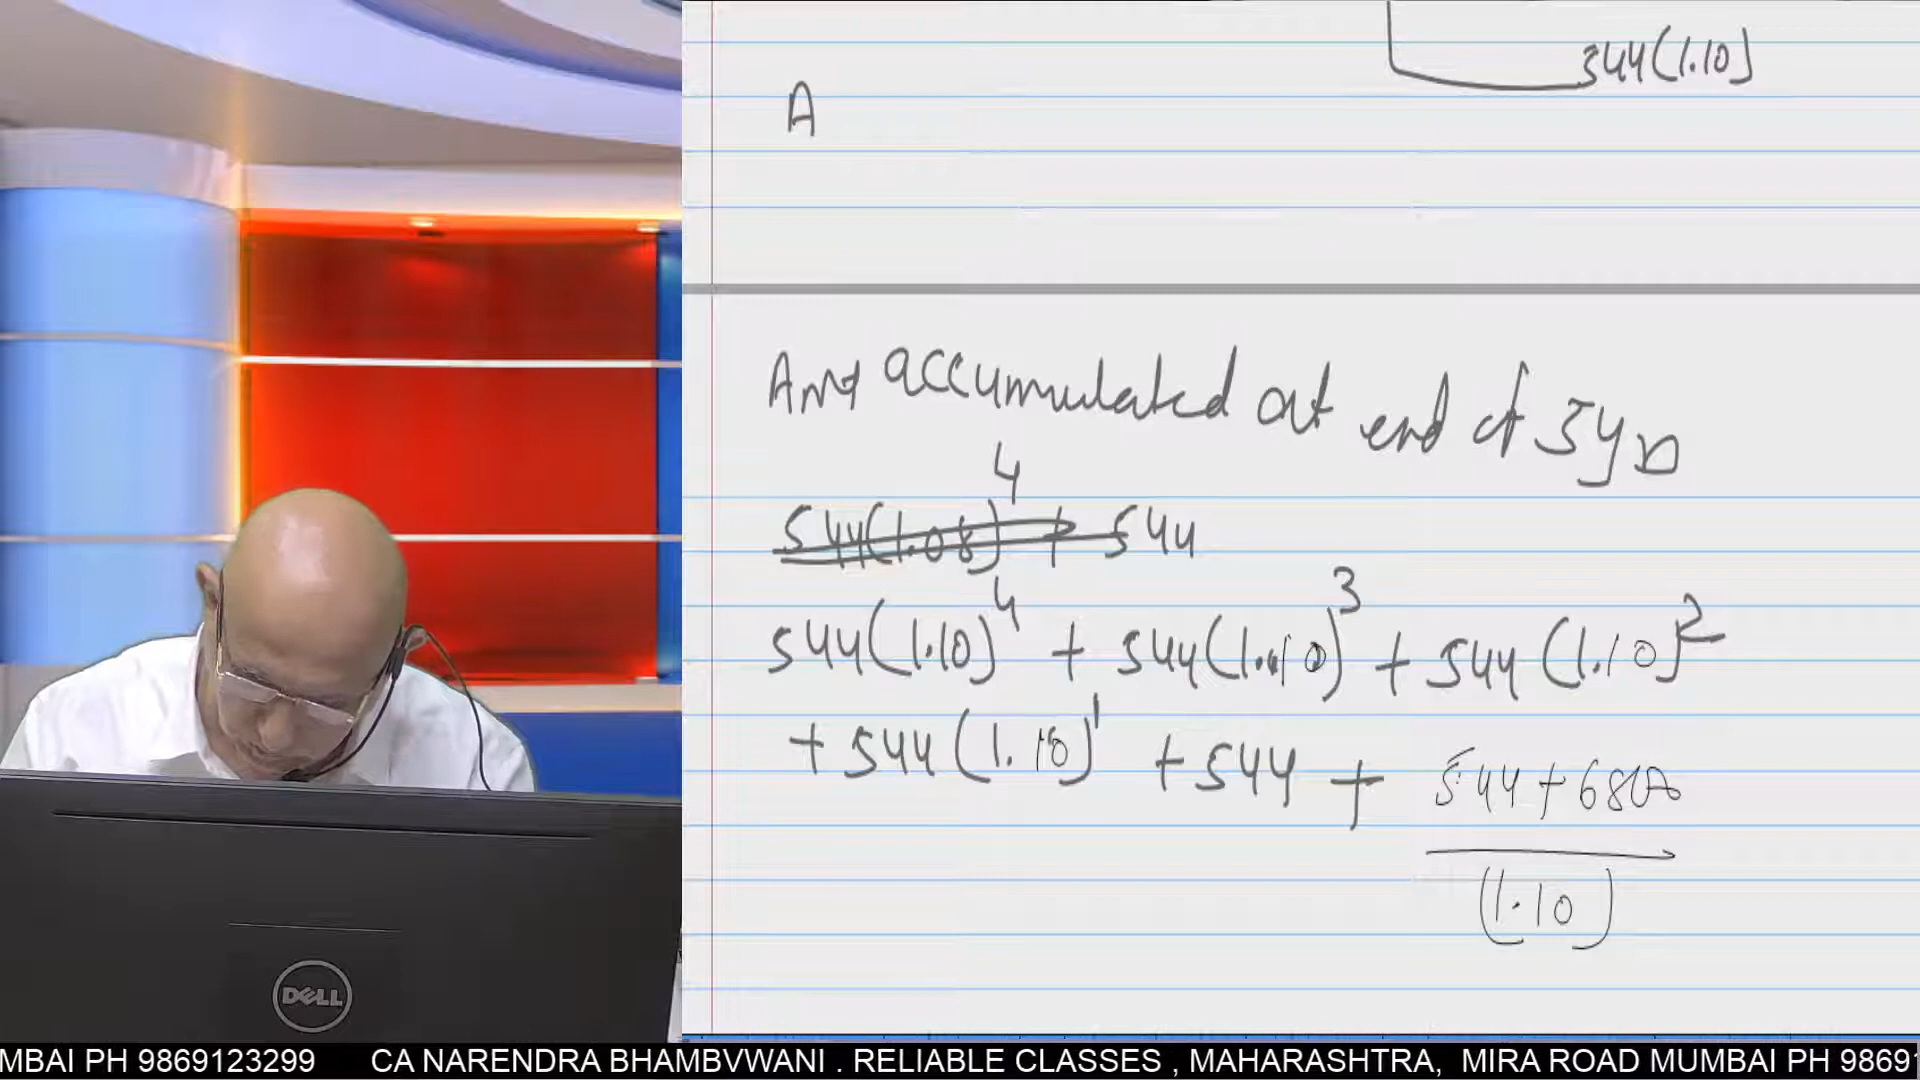 544(1.10)
A
Amt accumulated at end of 5yrs
544(1.08)^4 + 544
544(1.10)^4 + 544(1.10)^3 + 544(1.10)^2
+ 544(1.10)^1 + 544 + 544 + 6800
(1.10)
DELL
MBAI PH 9869123299 CA NARENDRA BHAMBVWANI . RELIABLE CLASSES , MAHARASHTRA, MIRA ROAD MUMBAI PH 98691